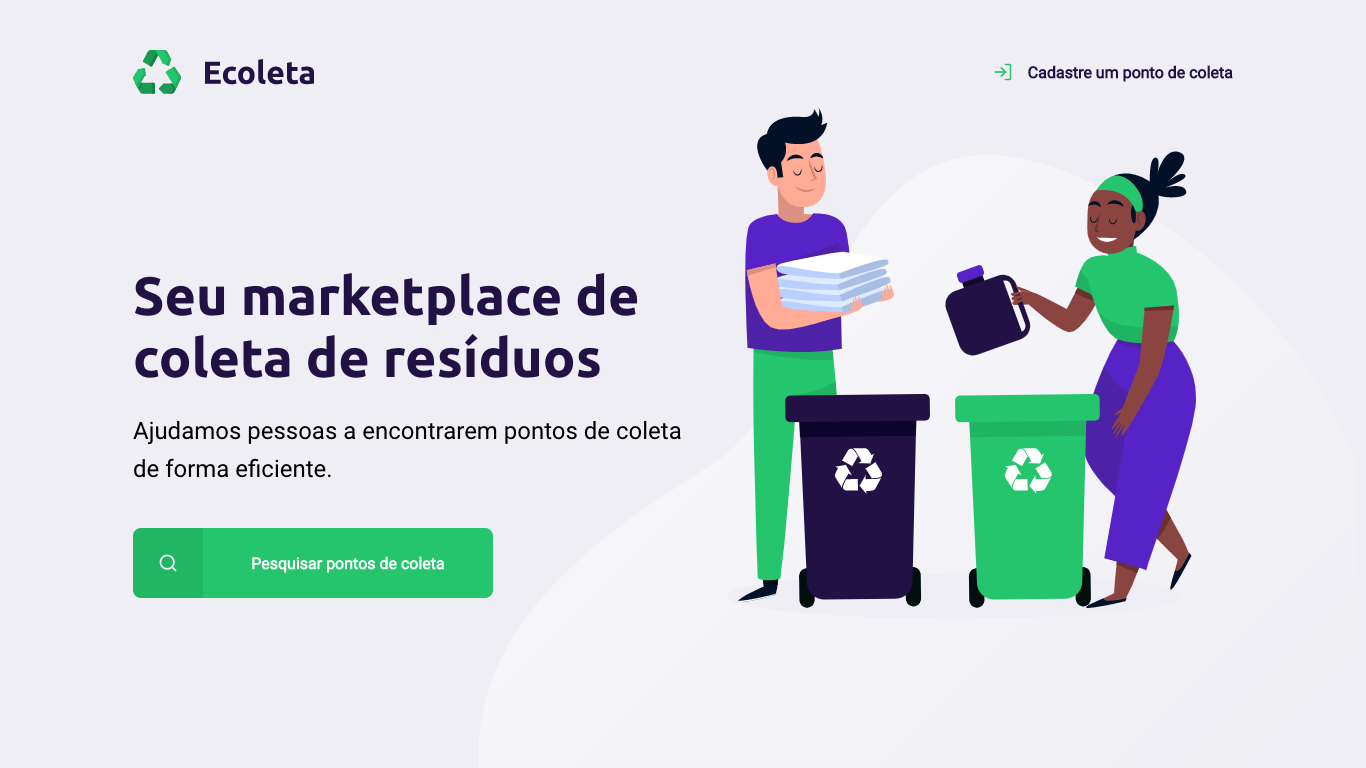 Ecoleta
Cadastre um ponto de coleta
Seu marketplace de
coleta de resíduos
Ajudamos pessoas a encontrarem pontos de coleta
de forma eficiente.
Pesquisar pontos de coleta